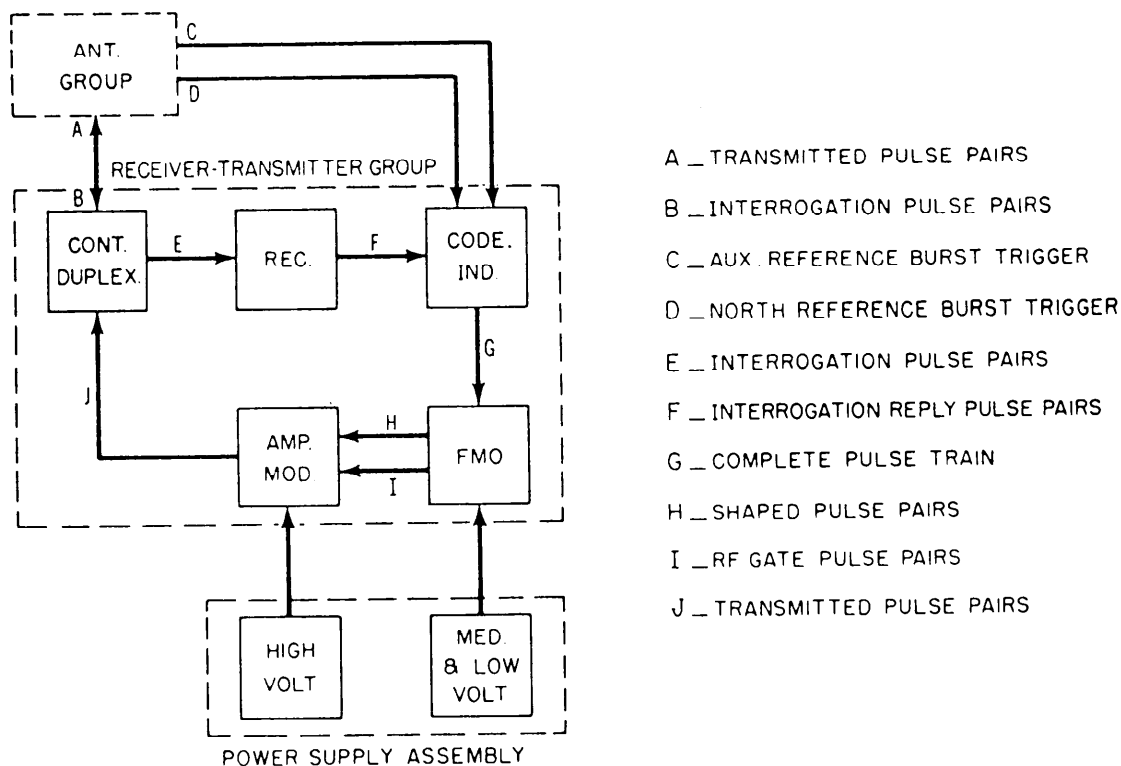 C
ANT.
GROUP
D
A
RECEIVER-TRANSMITTER GROUP
B
CONT.
DUPLEX.
E
REC.
F
CODE.
IND.
G
J
AMP.
MOD.
H
I
FMO
HIGH
VOLT
MED.
& LOW
VOLT
POWER SUPPLY ASSEMBLY
A _ TRANSMITTED PULSE PAIRS
B _ INTERROGATION PULSE PAIRS
C _ AUX. REFERENCE BURST TRIGGER
D _ NORTH REFERENCE BURST TRIGGER
E _ INTERROGATION PULSE PAIRS
F _ INTERROGATION REPLY PULSE PAIRS
G _ COMPLETE PULSE TRAIN
H _ SHAPED PULSE PAIRS
I _ RF GATE PULSE PAIRS
J _ TRANSMITTED PULSE PAIRS